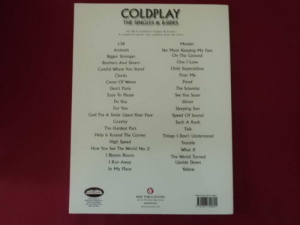 COLDPLAY
THE SINGLES & B-SIDES
1.36
Animals
Bigger Stronger
Brothers And Sisters
Careful Where You Stand
Clocks
Crests Of Waves
Don't Panic
Easy To Please
Fix You
For You
God Put A Smile Upon Your Face
Gravity
The Hardest Part
Help Is Round The Corner
High Speed
How You See The World No. 2
I Bloom Blaum
I Ran Away
In My Place
Murder
No More Keeping My Feet
On The Ground
One I Love
Only Superstition
Pour Me
Proof
The Scientist
See You Soon
Shiver
Sleeping Sun
Speed Of Sound
Such A Rush
Talk
Things I Don't Understand
Trouble
What If
The World Turned
Upside Down
Yellow